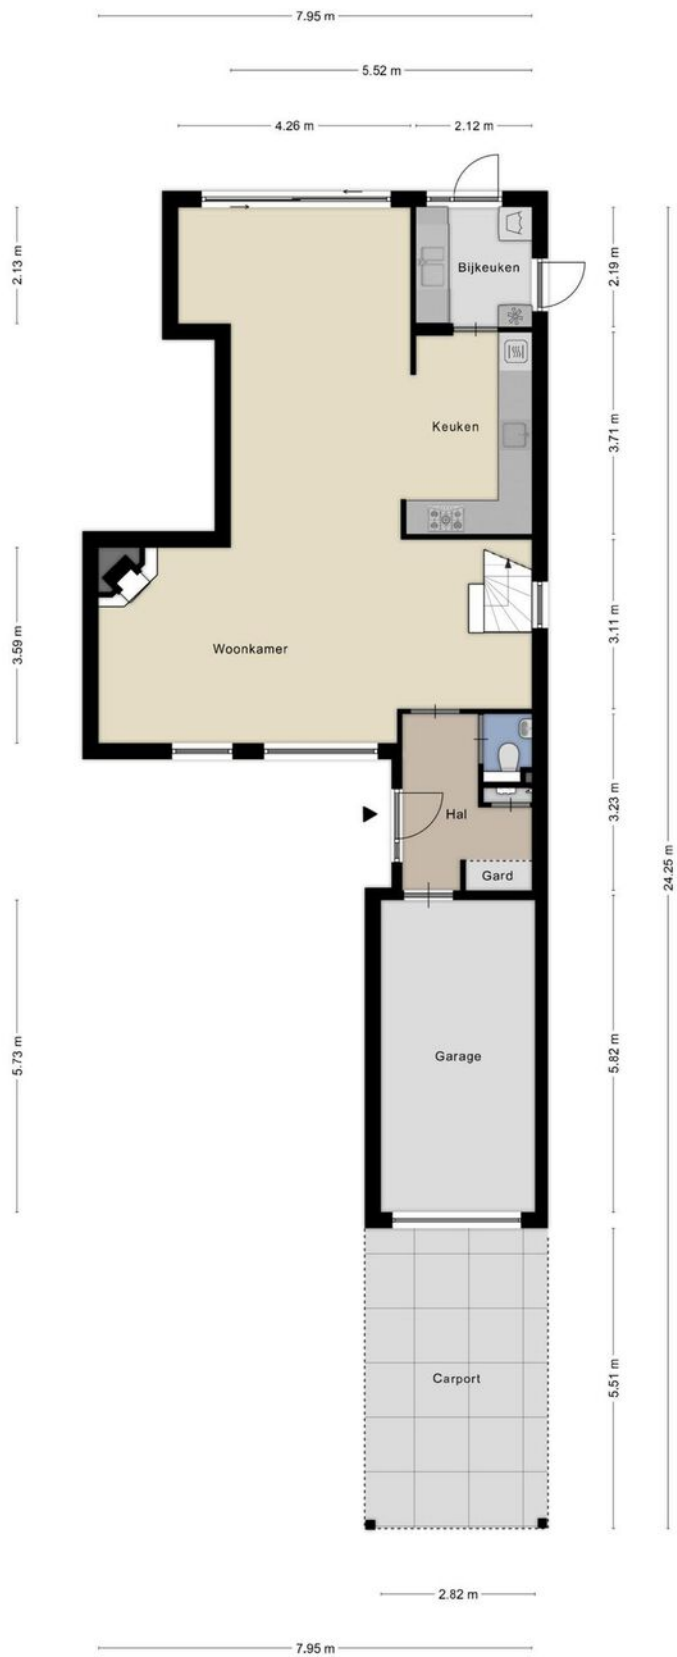 7.95 m
5.52 m
4.26 m
2.12 m
2.13 m
Bijkeuken
2.19 m
Keuken
3.71 m
3.59 m
Woonkamer
3.11 m
Hal
3.23 m
24.25 m
Gard
5.73 m
Garage
5.82 m
Carport
5.51 m
2.82 m
7.95 m